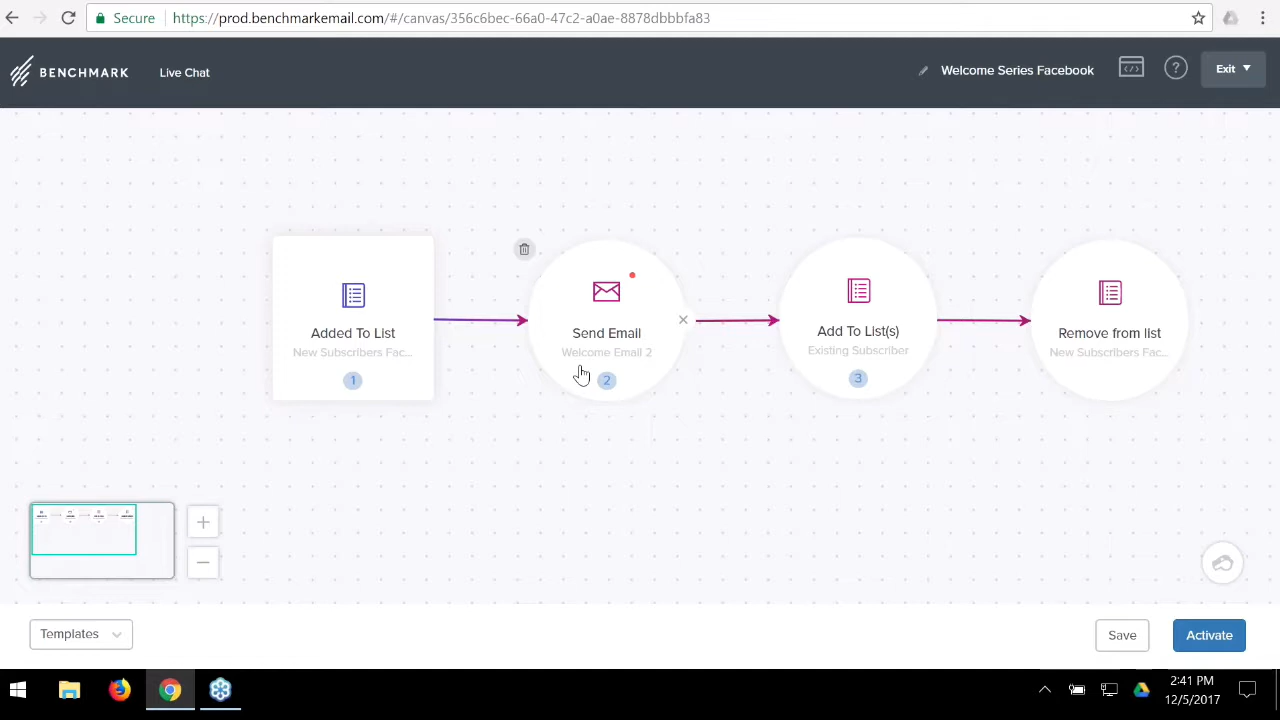 Secure
https://prod.benchmarkemail.com/#/canvas/356c6bec-66a0-47c2-a0ae-8878dbbbfa83
BENCHMARK
Live Chat
Welcome Series Facebook
Exit
Added To List
New Subscribers Fac...
1
Send Email
Welcome Email 2
2
Add To List(s)
Existing Subscriber
3
Remove from list
New Subscribers Fac...
Templates
Save
Activate
2:41 PM
12/5/2017